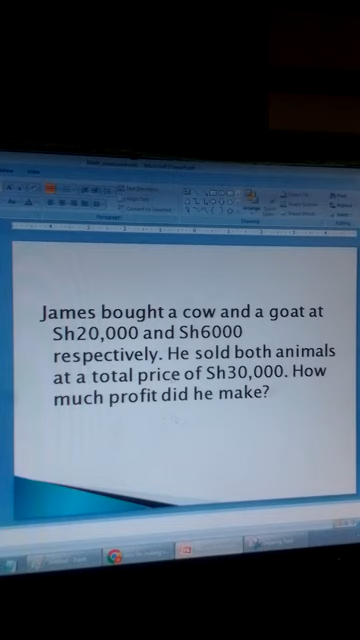 James bought a cow and a goat at
Sh20,000 and Sh6000
respectively. He sold both animals
at a total price of Sh30,000. How
much profit did he make?